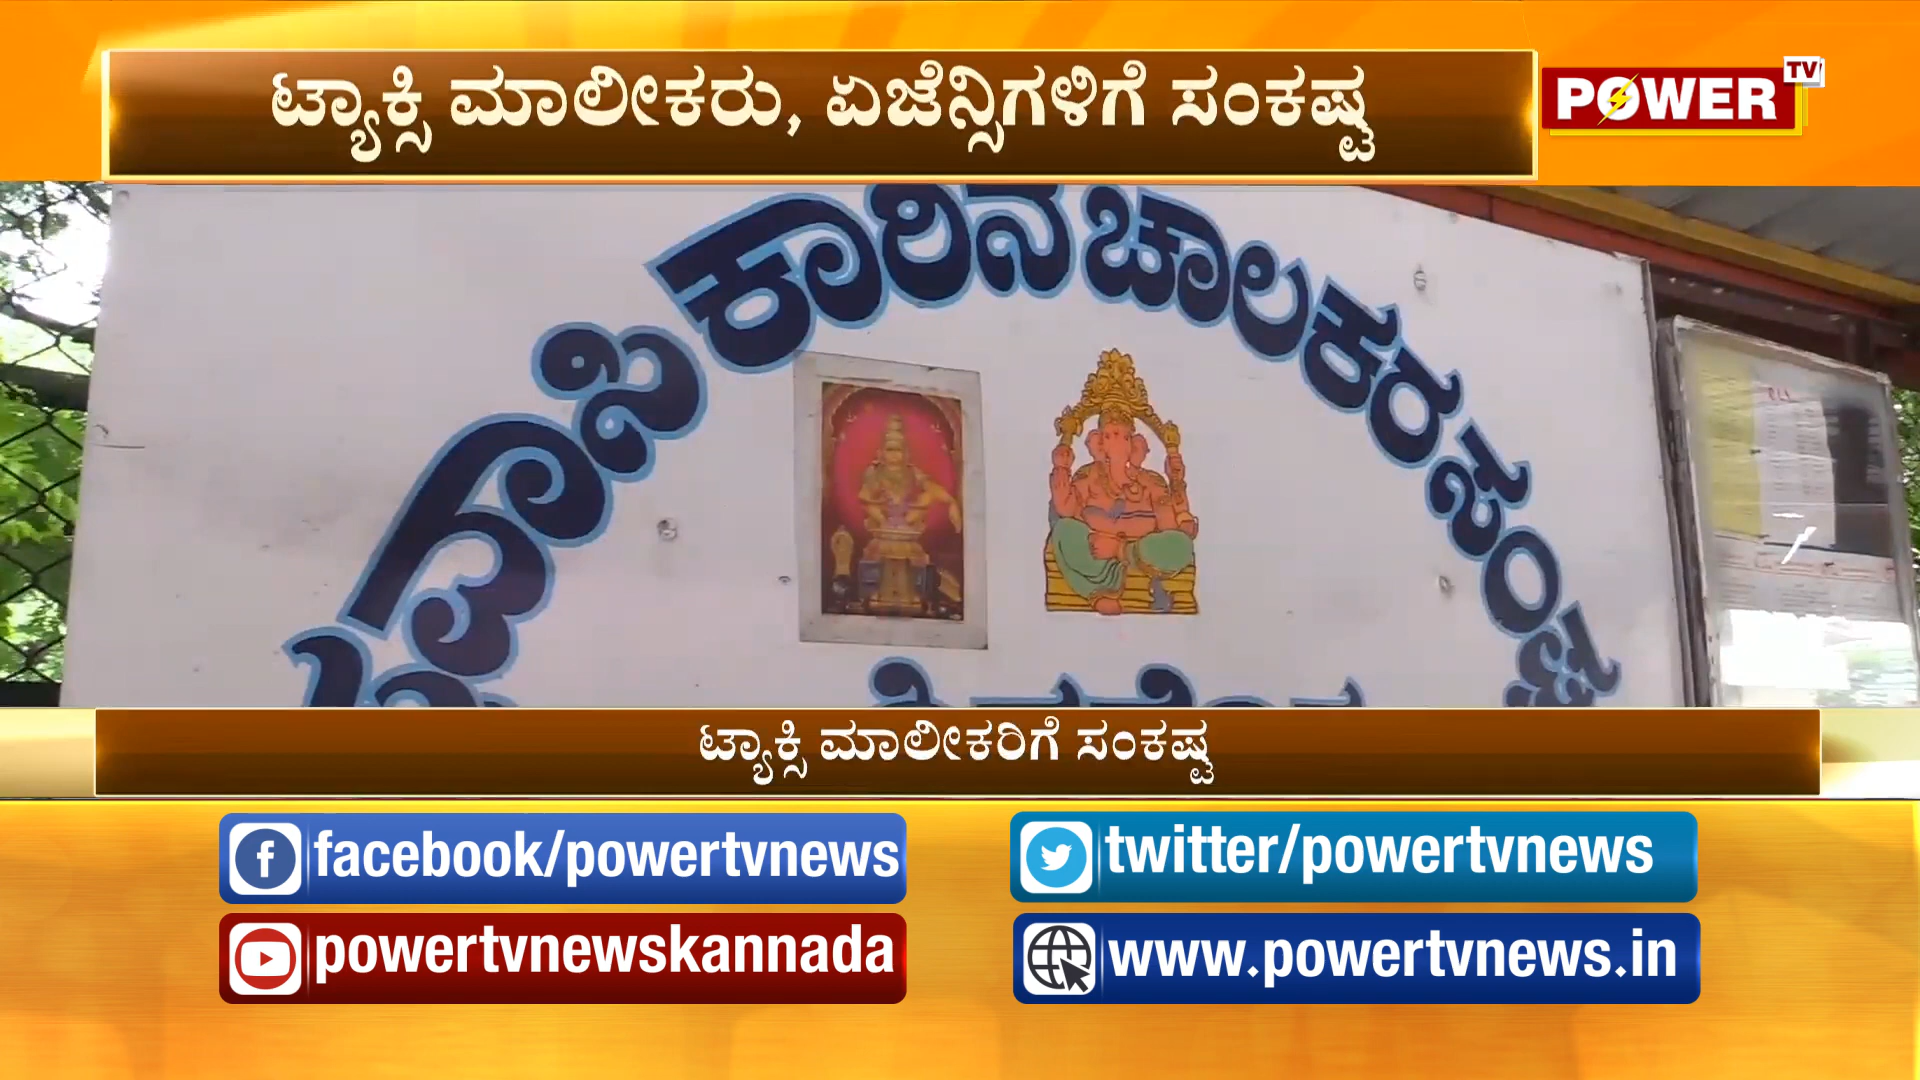 ಟ್ಯಾಕ್ಸಿ ಮಾಲೀಕರು, ಏಜೆನ್ಸಿಗಳಿಗೆ ಸಂಕಷ್ಟ
POWER TV
ಕಾರಿನ ಚಾಲಕರ ಸಂಘ
ಟ್ಯಾಕ್ಸಿ ಮಾಲೀಕರಿಗೆ ಸಂಕಷ್ಟ
facebook/powertvnews
twitter/powertvnews
powertvnewskannada
www.powertvnews.in